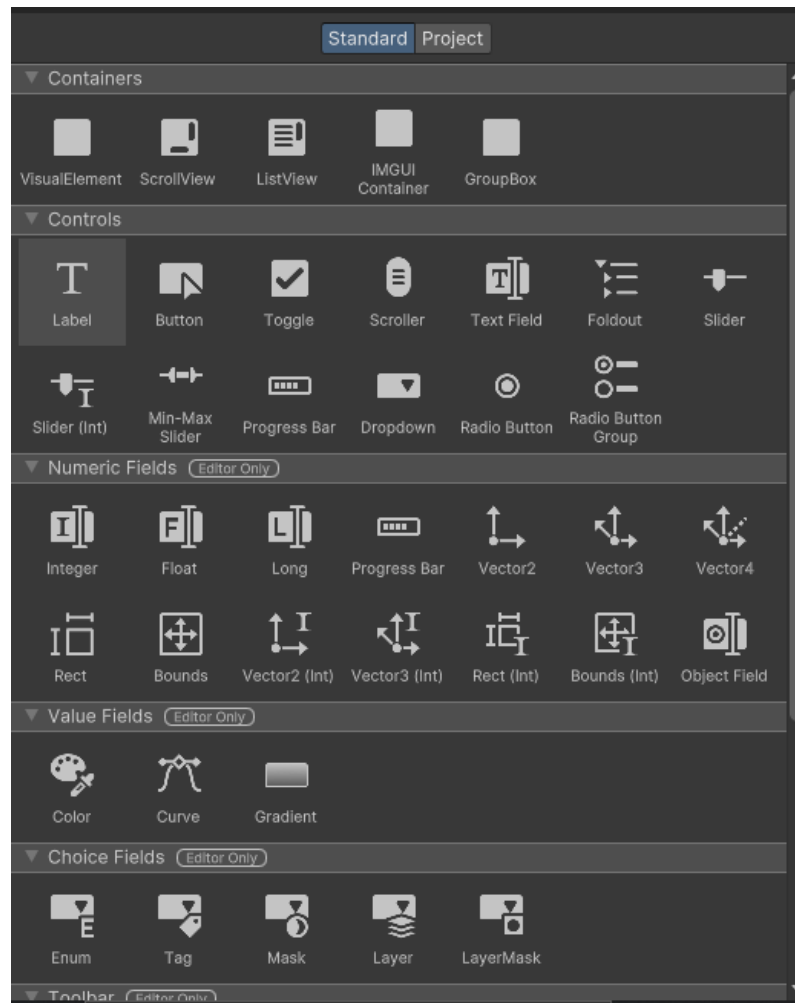 Standard Project
Containers
VisualElement ScrollView ListView IMGUI Container GroupBox
Controls
Label Button Toggle Scroller Text Field Foldout Slider
Slider (Int) Min-Max Slider Progress Bar Dropdown Radio Button Radio Button Group
Numeric Fields Editor Only
Integer Float Long Progress Bar Vector2 Vector3 Vector4
Rect Bounds Vector2 (Int) Vector3 (Int) Rect (Int) Bounds (Int) Object Field
Value Fields Editor Only
Color Curve Gradient
Choice Fields Editor Only
Enum Tag Mask Layer LayerMask
Toolbar Editor Only